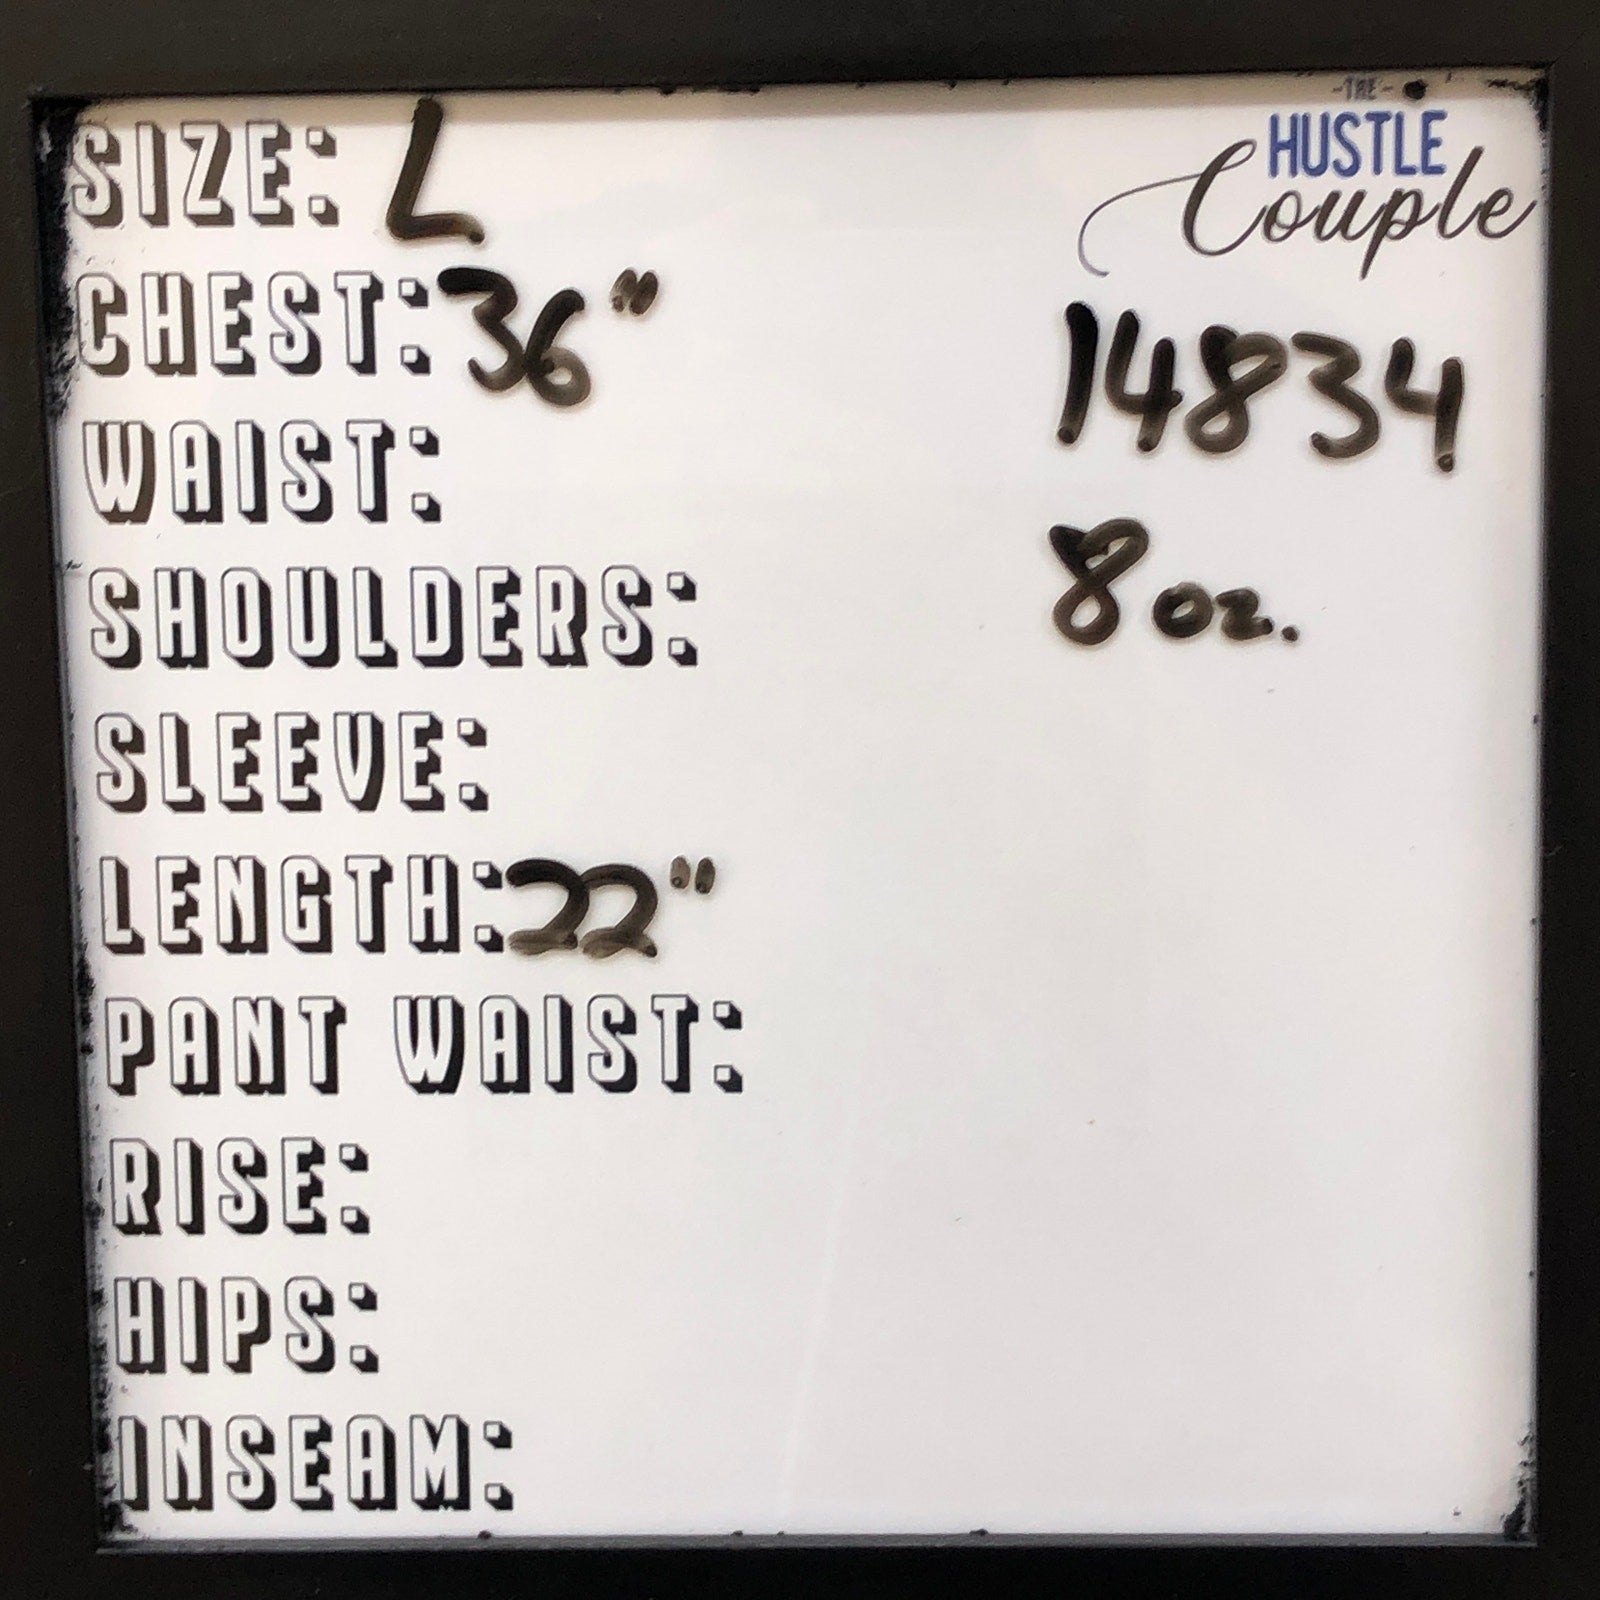 SIZE: L
CHEST: 36"
WAIST:
SHOULDERS:
SLEEVE:
LENGTH: 22"
PANT WAIST:
RISE:
HIPS:
INSEAM:
-THE-
HUSTLE
Couple
14834
8 oz.